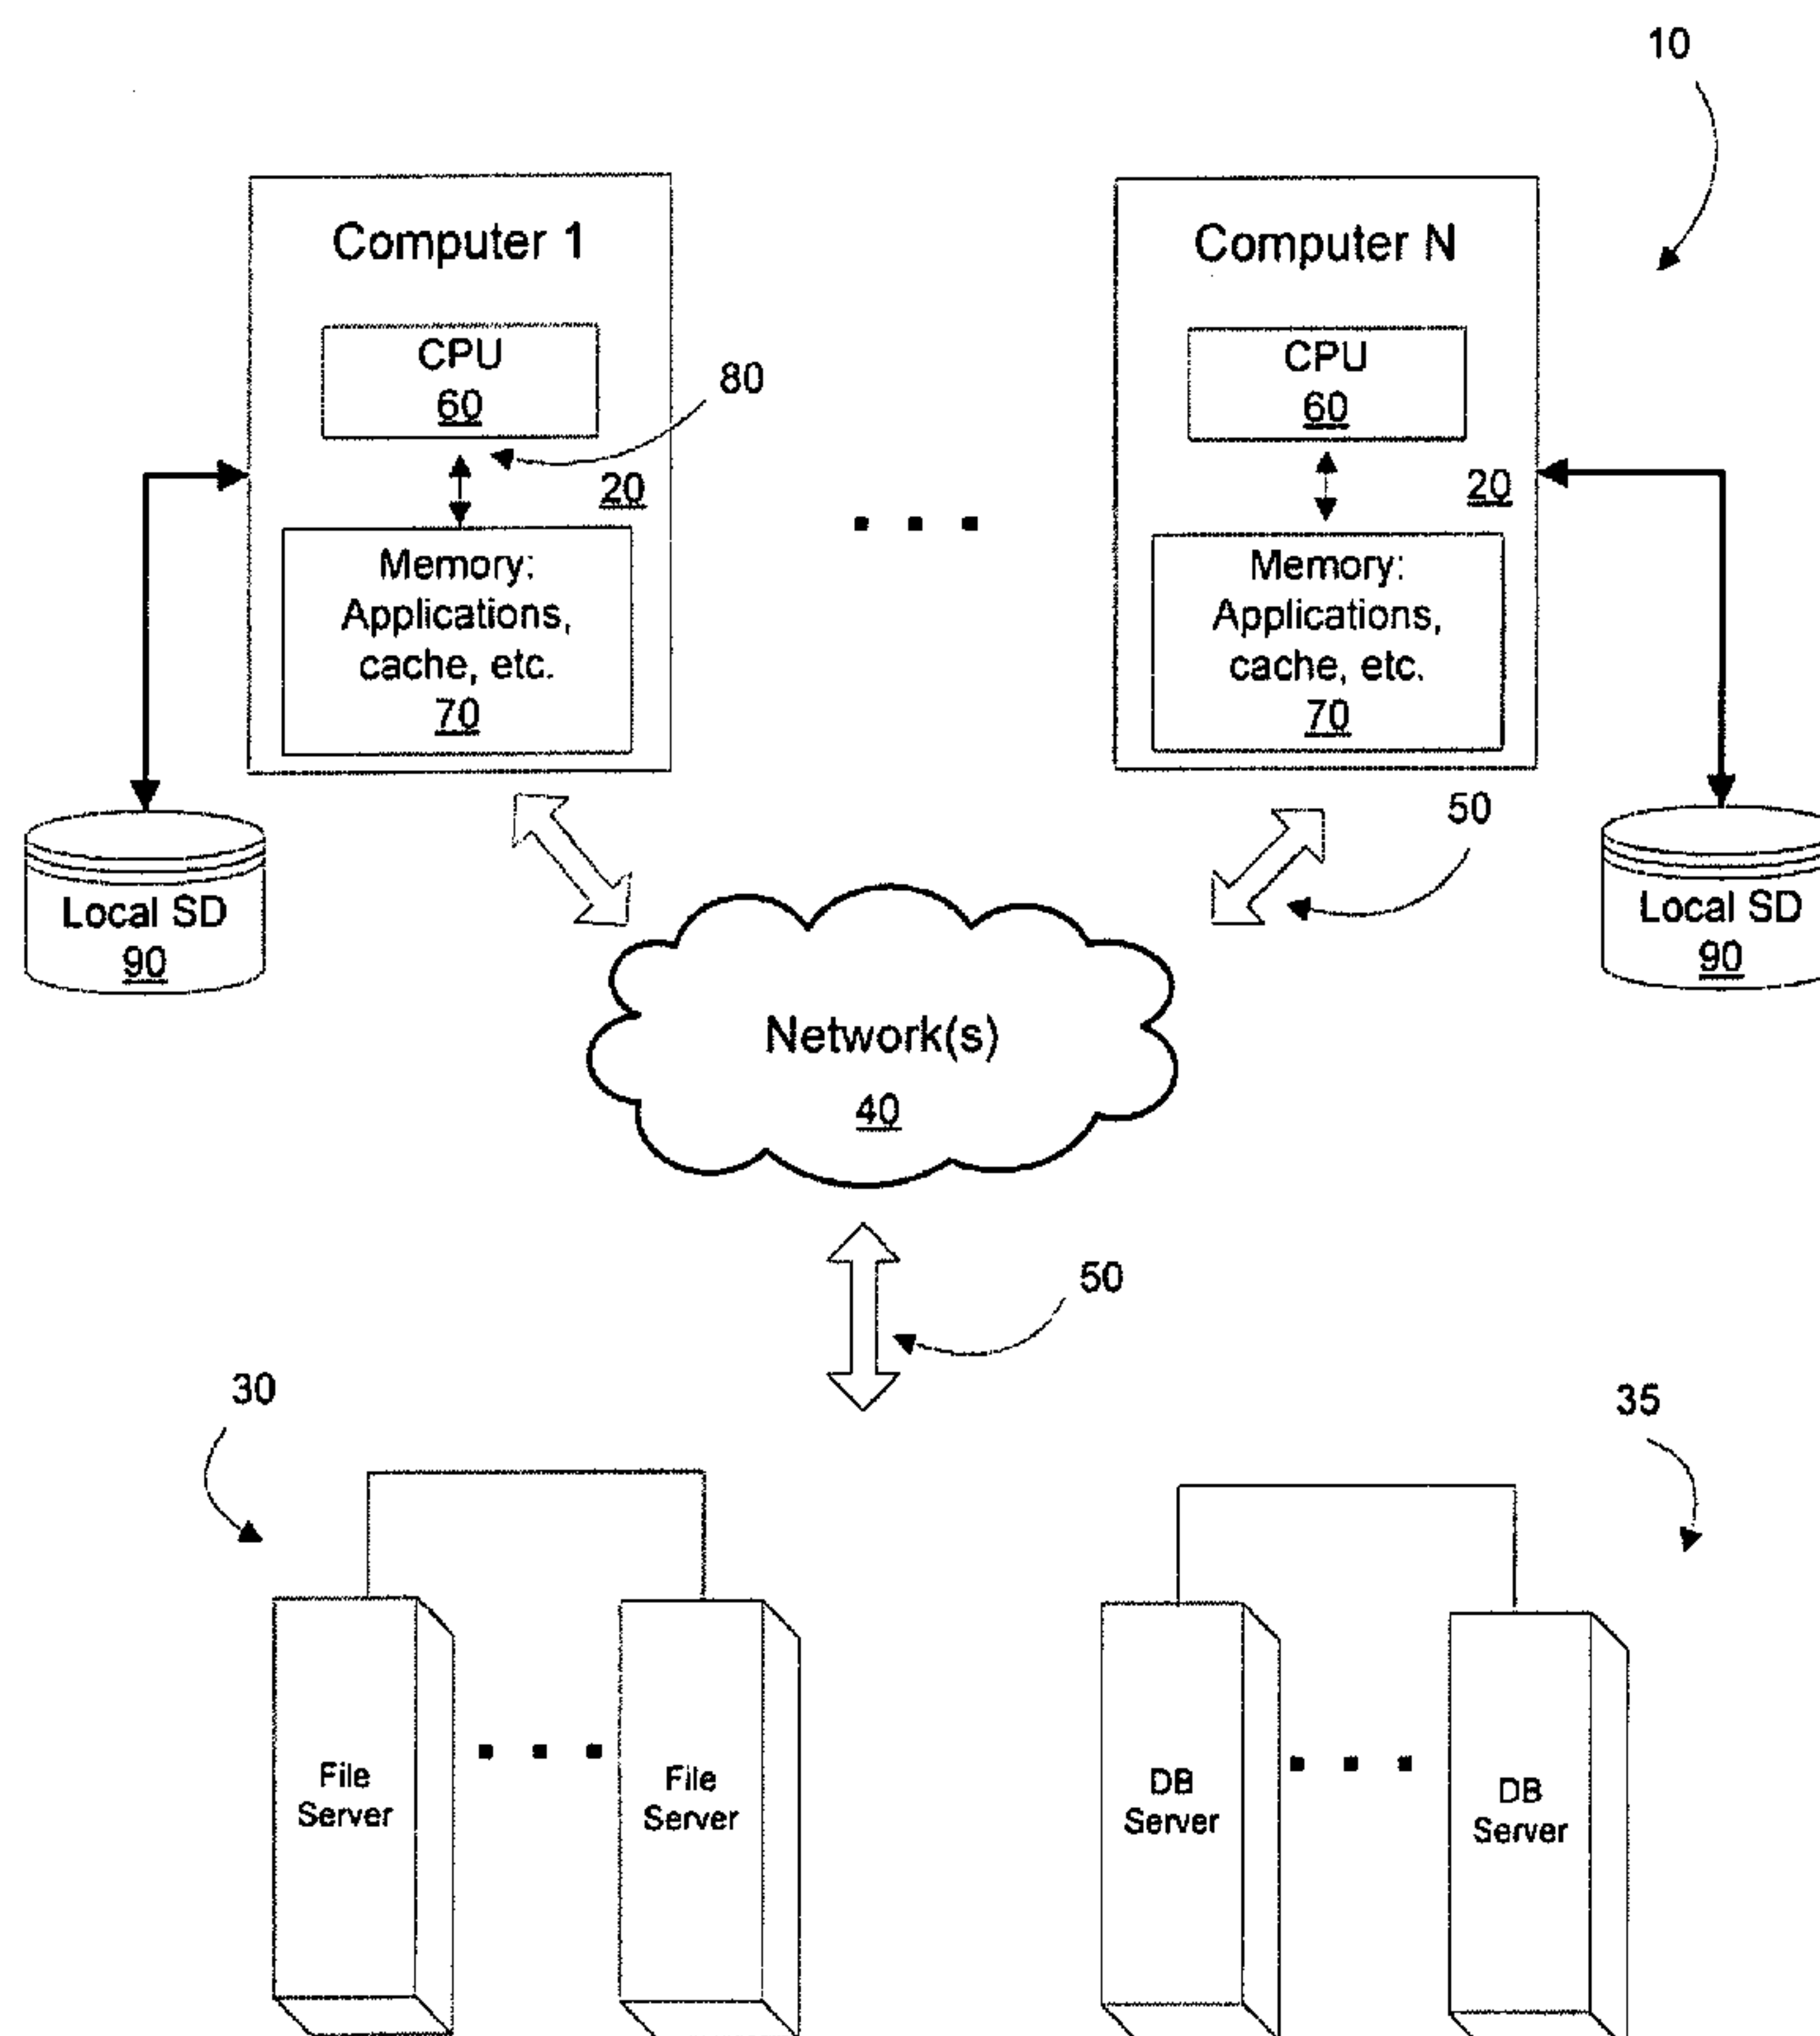 10
Computer 1
CPU
60
80
20
Memory:
Applications,
cache, etc.
70
Computer N
CPU
60
20
Memory:
Applications,
cache, etc.
70
50
Local SD
90
Local SD
90
Network(s)
40
50
30
35
File
Server
File
Server
DB
Server
DB
Server